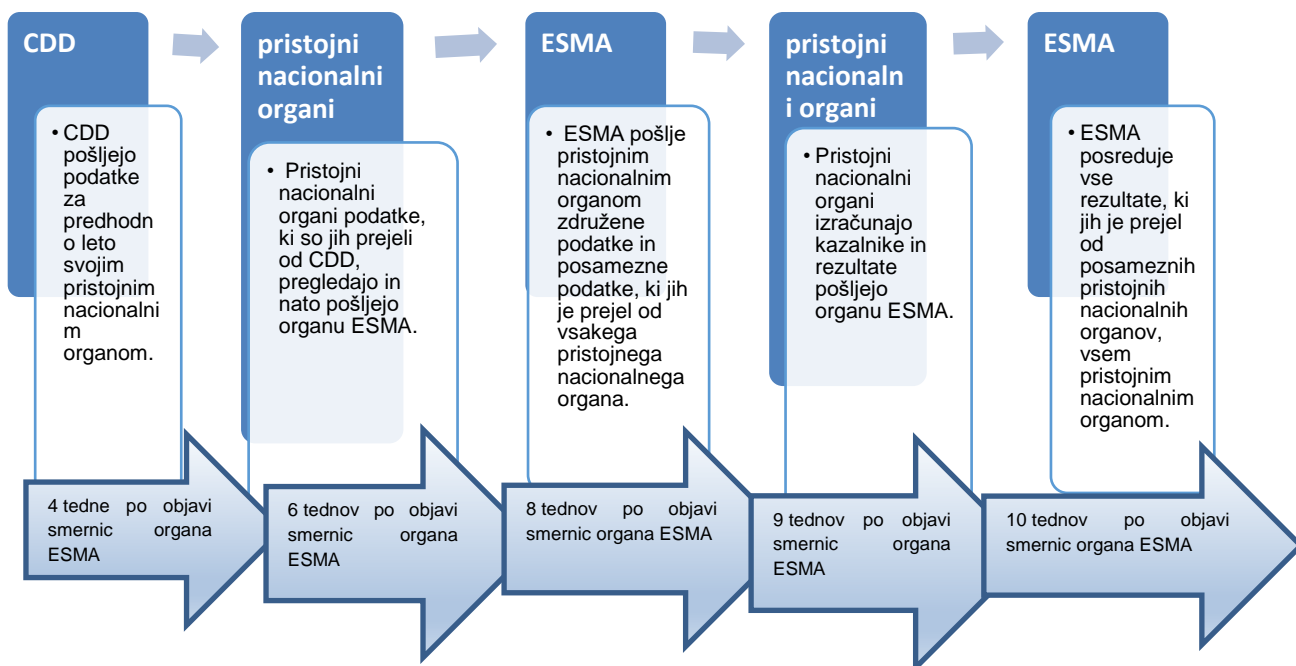 CDD
• CDD
pošljejo
podatke
za
predhodn
o leto
svojim
pristojnim
nacionalni
m
organom.
4 tedne po objavi
smernic organa
ESMA
pristojni
nacionalni
organi
• Pristojni
nacionalni
organi podatke,
ki so jih prejeli
od CDD,
pregledajo in
nato pošljejo
organu ESMA.
6 tednov po objavi
smernic organa
ESMA
ESMA
• ESMA pošlje
pristojnim
nacionalnim
organom
združene
podatke in
posamezne
podatke, ki jih
je prejel od
vsakega
pristojnega
nacionalnega
organa.
8 tednov po objavi
smernic organa ESMA
pristojni
nacionaln
i organi
• Pristojni
nacionalni
organi
izračunajo
kazalnike in
rezultate
pošljejo
organu ESMA.
9 tednov po objavi
smernic organa
ESMA
ESMA
• ESMA
posreduje
vse
rezultate, ki
jih je prejel
od
posameznih
pristojnih
nacionalnih
organov,
vsem
pristojnim
nacionalnim
organom.
10 tednov po objavi
smernic organa ESMA